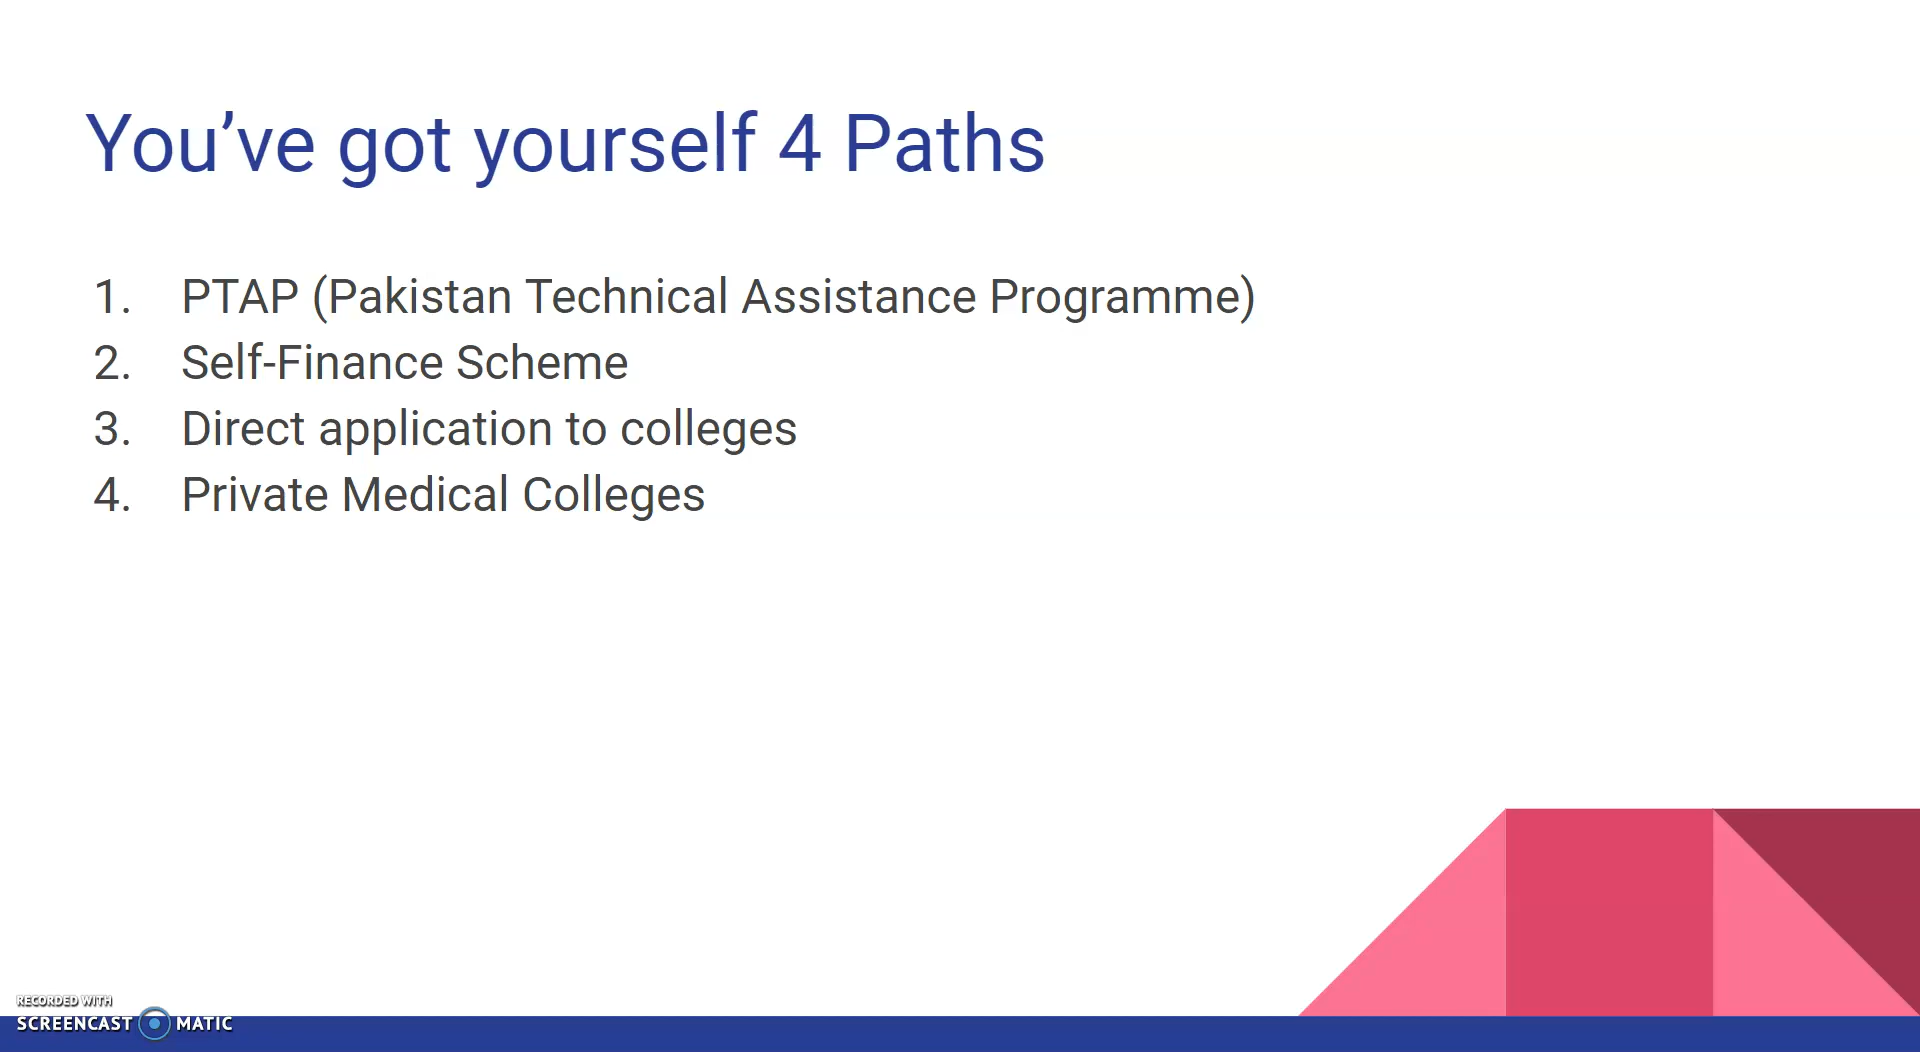 You’ve got yourself 4 Paths
1. PTAP (Pakistan Technical Assistance Programme)
2. Self-Finance Scheme
3. Direct application to colleges
4. Private Medical Colleges
RECORDED WITH
SCREENCAST MATIC